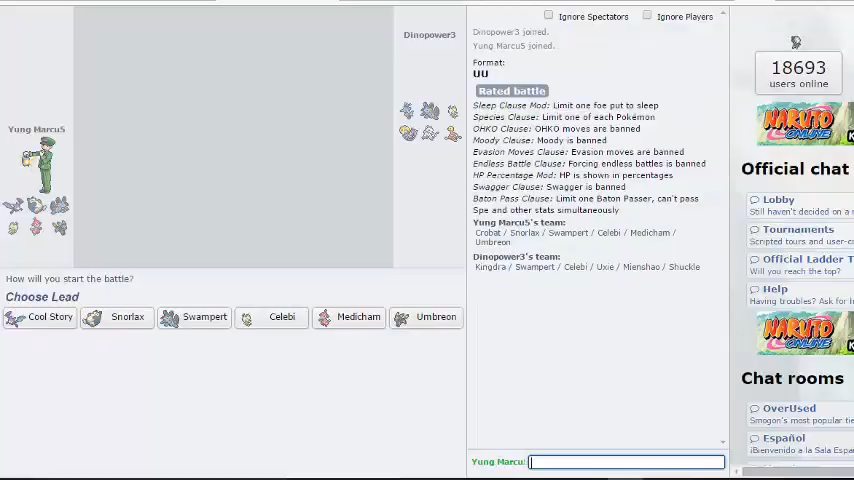 Ignore Spectators
Ignore Players
Dinopower3
Dinopower3 joined.
Yung Marcu5 joined.
Format:
UU
Rated battle
Sleep Clause Mod: Limit one foe put to sleep
Species Clause: Limit one of each Pokémon
OHKO Clause: OHKO moves are banned
Moody Clause: Moody is banned
Evasion Moves Clause: Evasion moves are banned
Endless Battle Clause: Forcing endless battles is banned
HP Percentage Mod: HP is shown in percentages
Swagger Clause: Swagger is banned
Baton Pass Clause: Limit one Baton Passer, can't pass
Spe and other stats simultaneously
Yung Marcu5's team:
Crobat / Snorlax / Swampert / Celebi / Medicham /
Umbreon
Dinopower3's team:
Kingdra / Swampert / Celebi / Uxie / Mienshao / Shuckle
Yung Marcu5
How will you start the battle?
Choose Lead
Cool Story
Snorlax
Swampert
Celebi
Medicham
Umbreon
Yung Marcu:
18693
users online
NARUTO
ONLINE
Official chat
Lobby
Still haven't decided on a
Tournaments
Scripted tours and user-c
Official Ladder T
Will you reach the top?
Help
Having troubles? Ask for
NARUTO
ONLINE
Chat rooms
OverUsed
Smogon's most popular tie
Español
¡Bienvenido a la Sala Espa